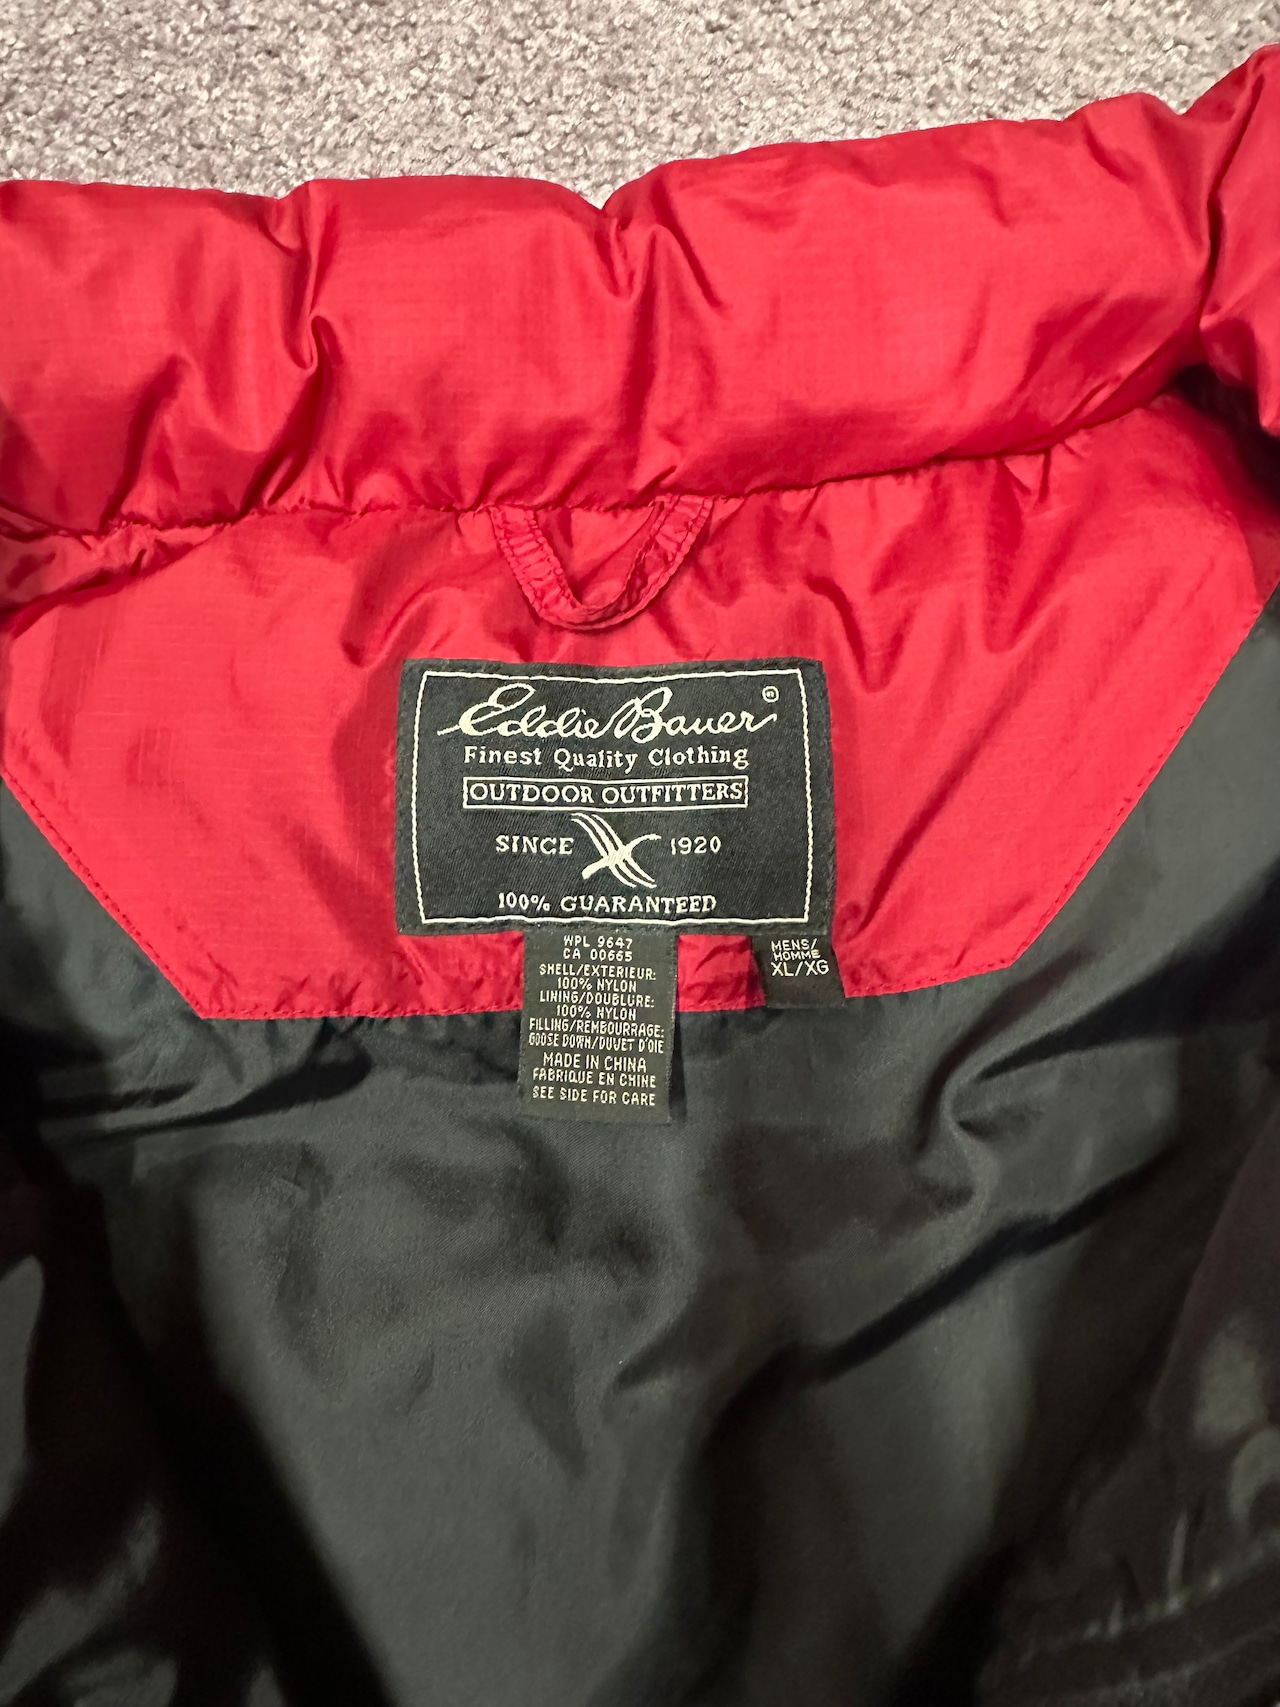 Eddie Bauer ®
Finest Quality Clothing
OUTDOOR OUTFITTERS
SINCE 1920
100% GUARANTEED
WPL 9647
CA 00665
SHELL/EXTERIEUR:
100% NYLON
LINING/DOUBLURE:
100% NYLON
FILLING/REMBOURRAGE:
GOOSE DOWN/DUVET D'OIE
MADE IN CHINA
FABRIQUE EN CHINE
SEE SIDE FOR CARE
MENS/
HOMME
XL/XG